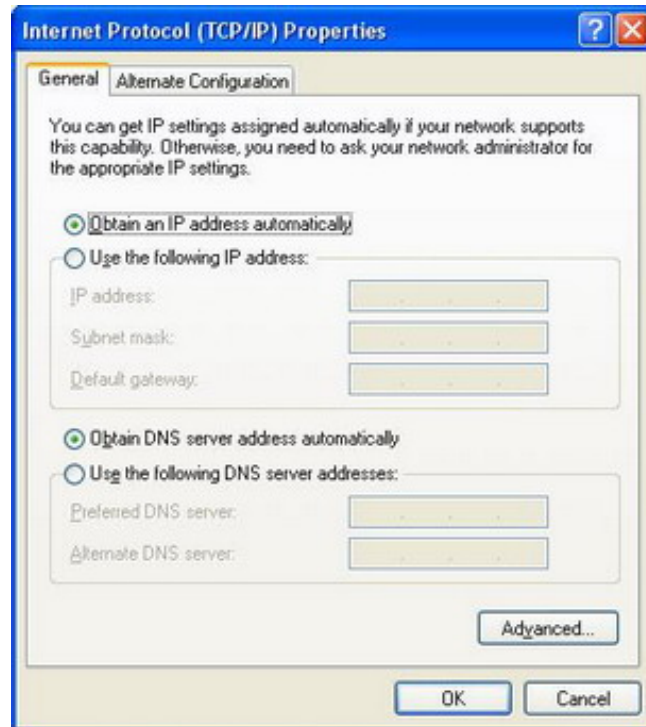 Internet Protocol (TCP/IP) Properties
General
Alternate Configuration
You can get IP settings assigned automatically if your network supports
this capability. Otherwise, you need to ask your network administrator for
the appropriate IP settings.
Obtain an IP address automatically
Use the following IP address:
IP address:
Subnet mask:
Default gateway:
Obtain DNS server address automatically
Use the following DNS server addresses:
Preferred DNS server:
Alternate DNS server:
Advanced...
OK
Cancel